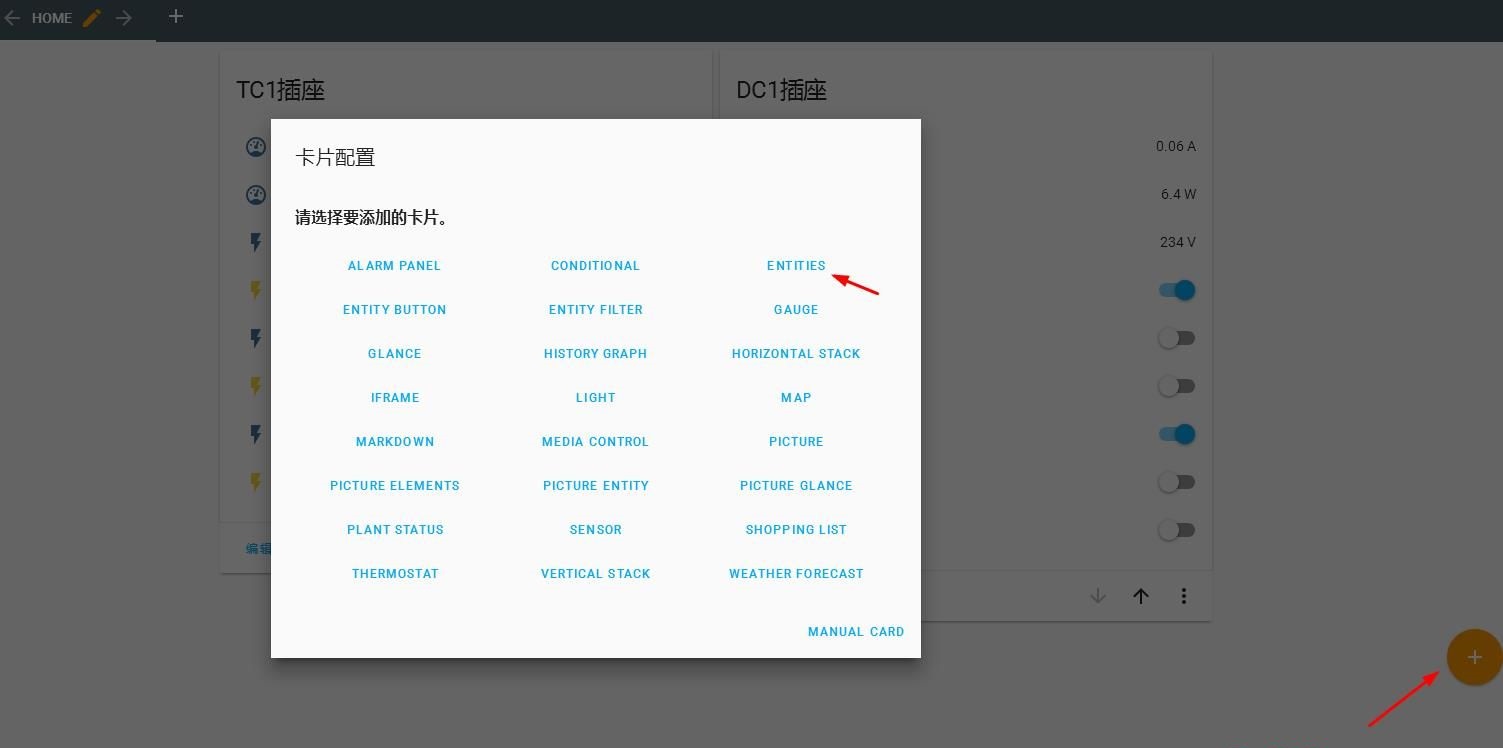 HOME
TC1插座
DC1插座
卡片配置
请选择要添加的卡片。
ALARM PANEL
CONDITIONAL
ENTITIES
ENTITY BUTTON
ENTITY FILTER
GAUGE
GLANCE
HISTORY GRAPH
HORIZONTAL STACK
IFRAME
LIGHT
MAP
MARKDOWN
MEDIA CONTROL
PICTURE
PICTURE ELEMENTS
PICTURE ENTITY
PICTURE GLANCE
PLANT STATUS
SENSOR
SHOPPING LIST
THERMOSTAT
VERTICAL STACK
WEATHER FORECAST
MANUAL CARD
0.06 A
6.4 W
234 V
编辑